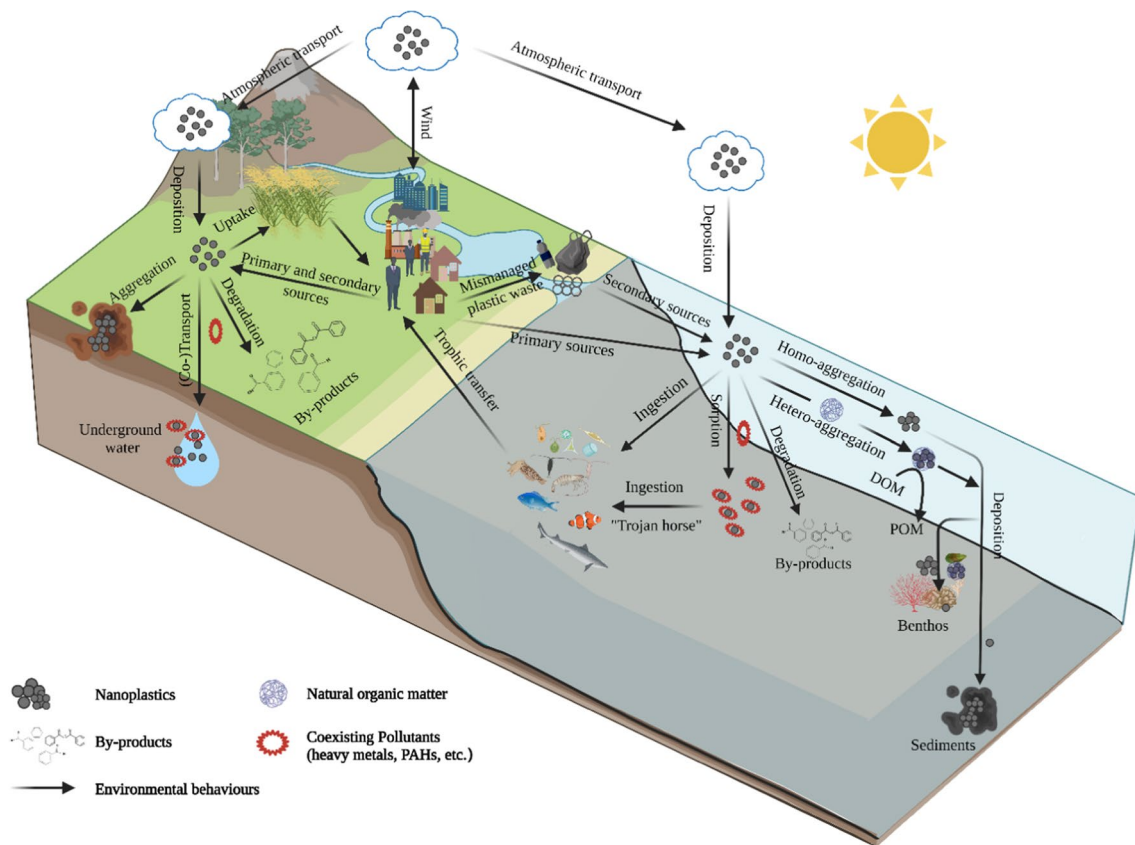 Atmospheric transport
Atmospheric transport
Wind
Deposition
Deposition
Uptake
Aggregation
Primary and secondary
sources
Degradation
(Co-)Transport
By-products
Underground
water
Mismanaged
plastic waste
Secondary sources
Primary sources
Trophic transfer
Ingestion
Sorption
Degradation
Homo-aggregation
Hetero-aggregation
DOM
POM
Deposition
Ingestion
"Trojan horse"
By-products
Benthos
Sediments
Nanoplastics
Natural organic matter
By-products
Coexisting Pollutants
(heavy metals, PAHs, etc.)
Environmental behaviours